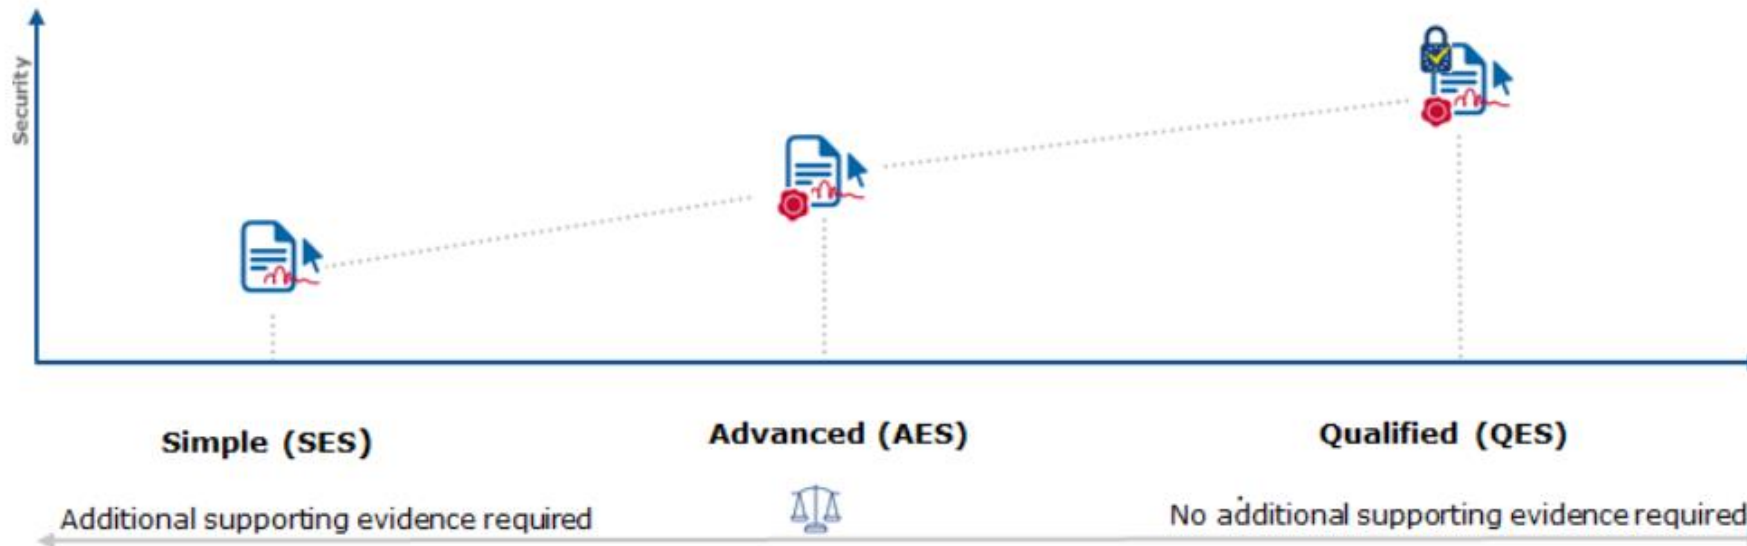 Security
Simple (SES)
Advanced (AES)
Qualified (QES)
Additional supporting evidence required
No additional supporting evidence required